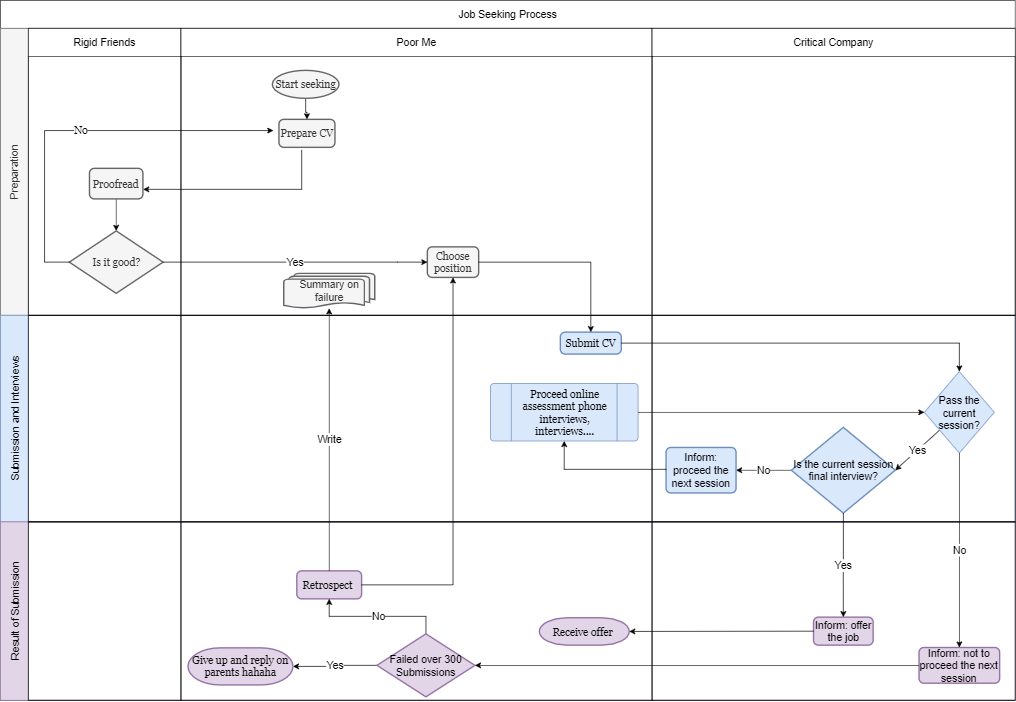 Job Seeking Process
Rigid Friends
Poor Me
Critical Company
Preparation
Start seeking
No
Prepare CV
Proofread
Is it good?
Yes
Choose
position
Summary on
failure
Submission and Interviews
Submit CV
Proceed online
assessment phone
interviews,
interviews....
Pass the
current
session?
Yes
Write
Is the current session
final interview?
No
Inform:
proceed the
next session
Result of Submission
No
Yes
Retrospect
No
Receive offer
Inform: offer
the job
Failed over 300
Submissions
Yes
Give up and reply on
parents hahaha
Inform: not to
proceed the next
session